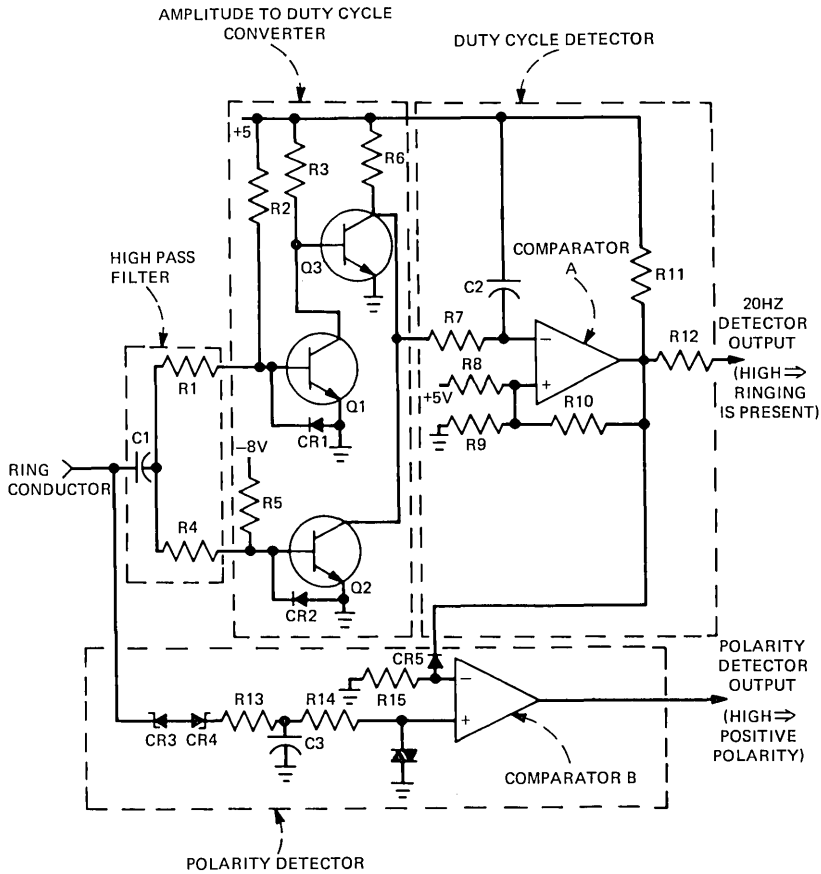 AMPLITUDE TO DUTY CYCLE
CONVERTER
DUTY CYCLE DETECTOR
+5
R3
R6
R2
HIGH PASS
FILTER
Q3
COMPARATOR
A
C2
R11
R7
20HZ
DETECTOR
OUTPUT
R12
R1
R8
(HIGH⇒
RINGING
IS PRESENT)
+5V
Q1
R10
R9
CR1
C1
-8V
RING
CONDUCTOR
R5
R4
Q2
CR2
CR5
POLARITY
DETECTOR
OUTPUT
R15
R13
R14
(HIGH⇒
POSITIVE
POLARITY)
CR3
CR4
C3
COMPARATOR B
POLARITY DETECTOR